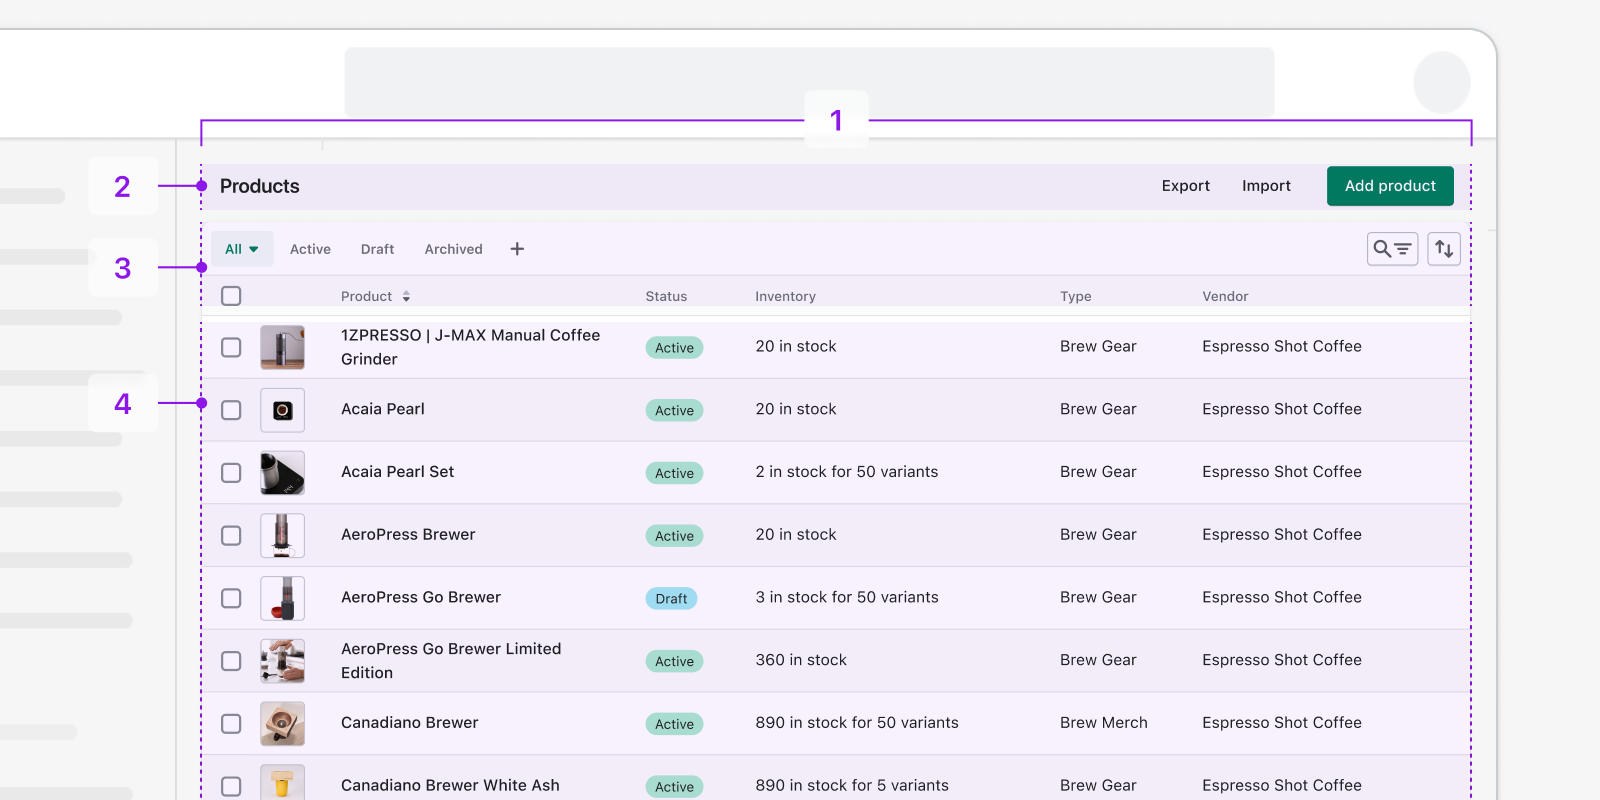 1
2
Products
Export
Import
Add product
3
All
Active
Draft
Archived
Product
Status
Inventory
Type
Vendor
1ZPRESSO | J-MAX Manual Coffee
Grinder
Active
20 in stock
Brew Gear
Espresso Shot Coffee
4
Acaia Pearl
Active
20 in stock
Brew Gear
Espresso Shot Coffee
Acaia Pearl Set
Active
2 in stock for 50 variants
Brew Gear
Espresso Shot Coffee
AeroPress Brewer
Active
20 in stock
Brew Gear
Espresso Shot Coffee
AeroPress Go Brewer
Draft
3 in stock for 50 variants
Brew Gear
Espresso Shot Coffee
AeroPress Go Brewer Limited
Edition
Active
360 in stock
Brew Gear
Espresso Shot Coffee
Canadiano Brewer
Active
890 in stock for 50 variants
Brew Merch
Espresso Shot Coffee
Canadiano Brewer White Ash
Active
890 in stock for 5 variants
Brew Gear
Espresso Shot Coffee